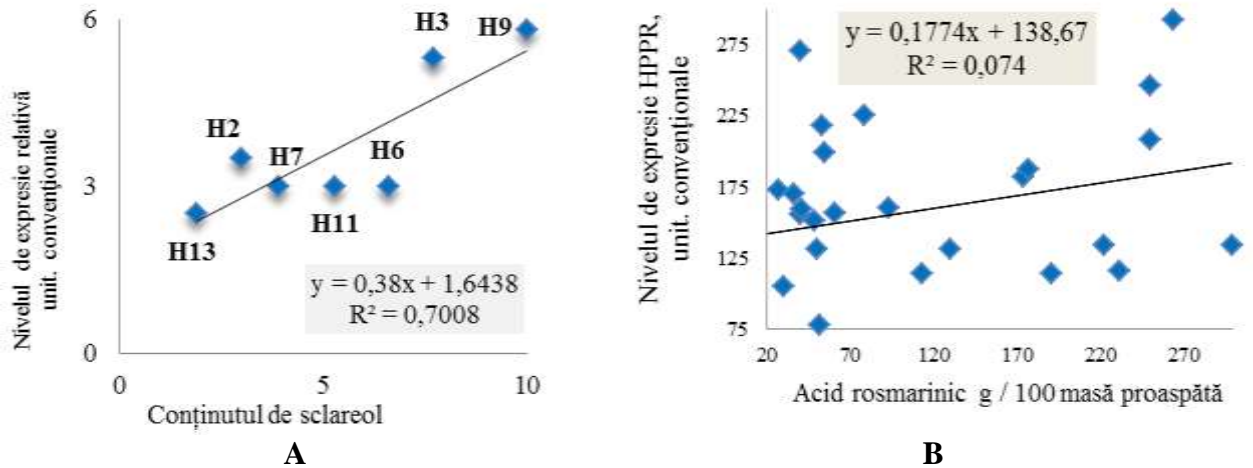 Nivelul de expresie relativă
unit. convenționale
6
3
0
0
5
10
H13
H2
H7
H11
H6
H3
H9
y = 0,38x + 1,6438
R² = 0,7008
Conținutul de sclareol
A
Nivelul de expresie HPPR,
unit. convenționale
275
225
175
125
75
20
70
120
170
220
270
y = 0,1774x + 138,67
R² = 0,074
Acid rosmarinic g / 100 masă proaspătă
B